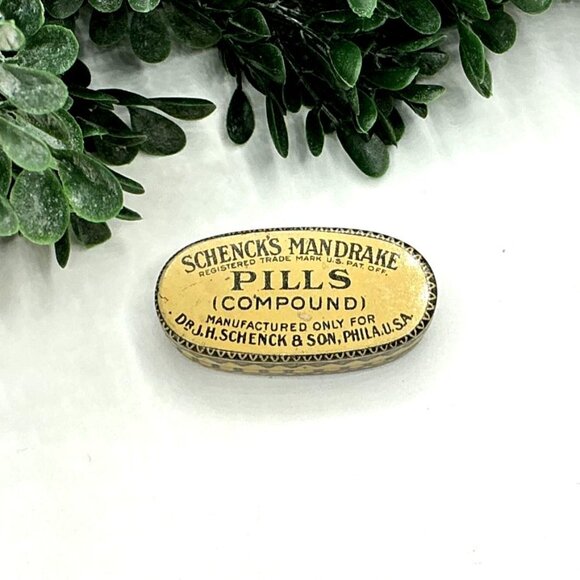 SCHENCK'S MANDRAKE
REGISTERED TRADE MARK U.S. PAT. OFF.
PILLS
(COMPOUND)
MANUFACTURED ONLY FOR
DR. J.H. SCHENCK & SON, PHILA. U.S.A.